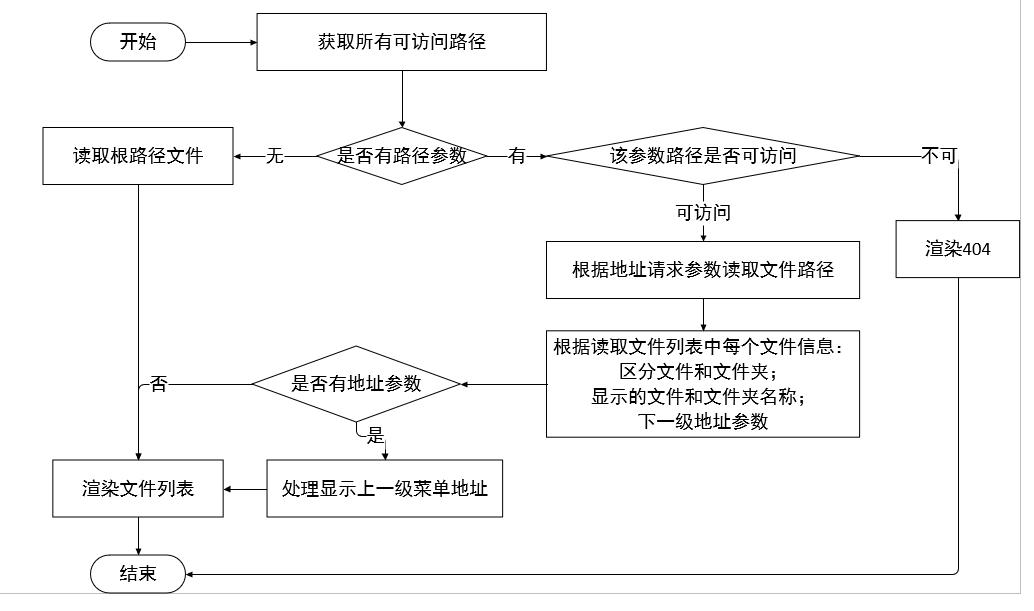 开始
获取所有可访问路径
读取根路径文件
无
是否有路径参数
有
该参数路径是否可访问
不可
可访问
渲染404
根据地址请求参数读取文件路径
根据读取文件列表中每个文件信息：
区分文件和文件夹；
显示的文件和文件夹名称；
下一级地址参数
否
是否有地址参数
是
渲染文件列表
处理显示上一级菜单地址
结束